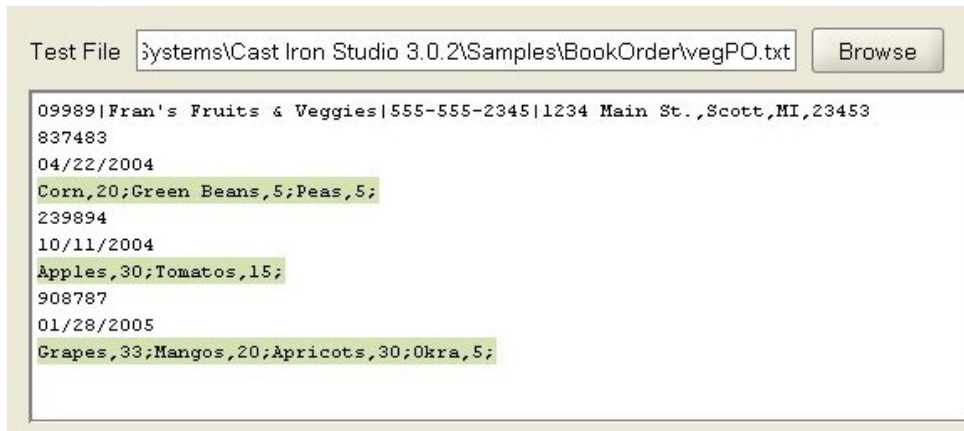 Test File Systems\Cast Iron Studio 3.0.2\Samples\BookOrder\vegPO.txt Browse
09989|Fran's Fruits & Veggies|555-555-2345|1234 Main St.,Scott,MI,23453
837483
04/22/2004
Corn,20;Green Beans,5;Peas,5;
239894
10/11/2004
Apples,30;Tomatos,15;
908787
01/28/2005
Grapes,33;Mangos,20;Apricots,30;Okra,5;